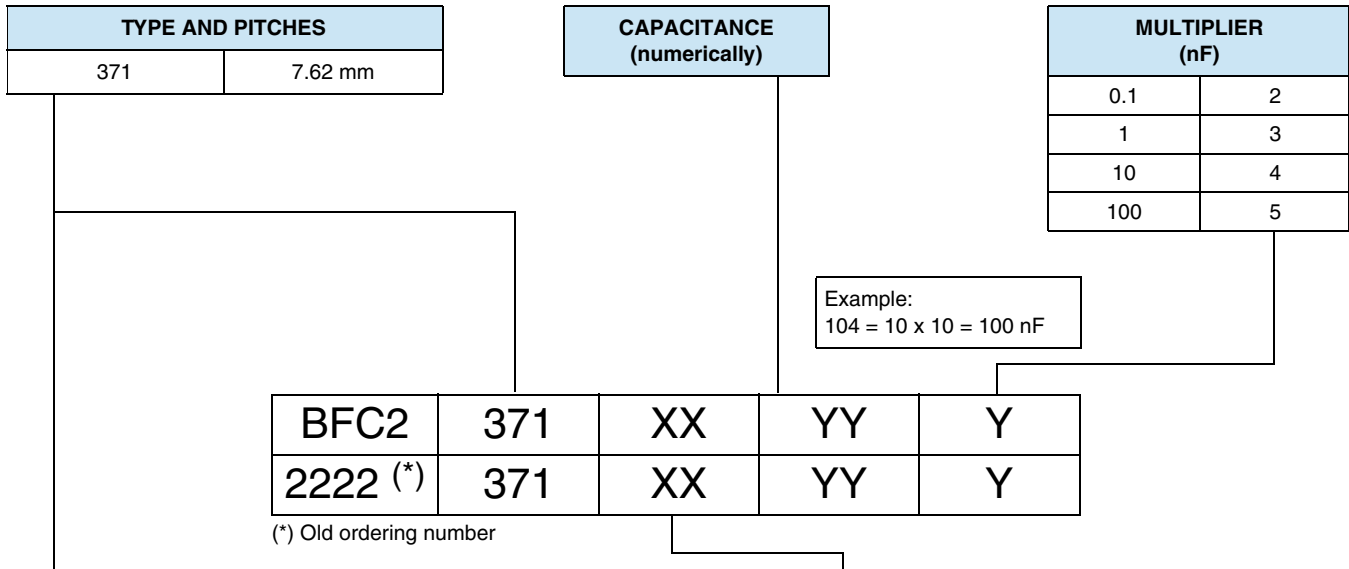 TYPE AND PITCHES
371 7.62 mm
CAPACITANCE
(numerically)
MULTIPLIER
(nF)
0.1 2
1 3
10 4
100 5
Example:
104 = 10 x 10 = 100 nF
BFC2 371 XX YY Y
2222 (*) 371 XX YY Y
(*) Old ordering number